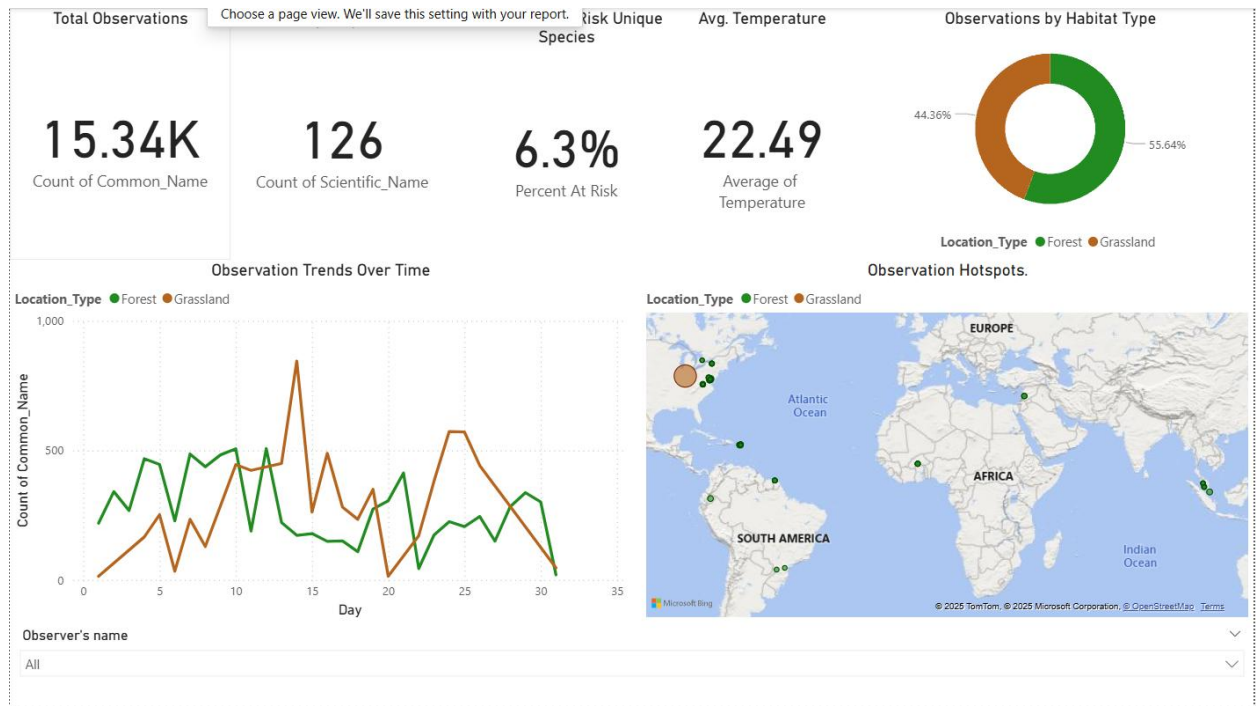 Total Observations
Choose a page view. We'll save this setting with your report.
Risk Unique
Species
Avg. Temperature
Observations by Habitat Type
15.34K
Count of Common_Name
126
Count of Scientific_Name
6.3%
Percent At Risk
22.49
Average of
Temperature
44.36%
55.64%
Location_Type Forest Grassland
Observation Trends Over Time
Location_Type Forest Grassland
Count of Common_Name
1,000
500
0
0 5 10 15 20 25 30 35
Day
Observation Hotspots.
Location_Type Forest Grassland
EUROPE
Atlantic
Ocean
AFRICA
SOUTH AMERICA
Indian
Ocean
Microsoft Bing
© 2025 TomTom, © 2025 Microsoft Corporation, © OpenStreetMap Terms
Observer's name
All